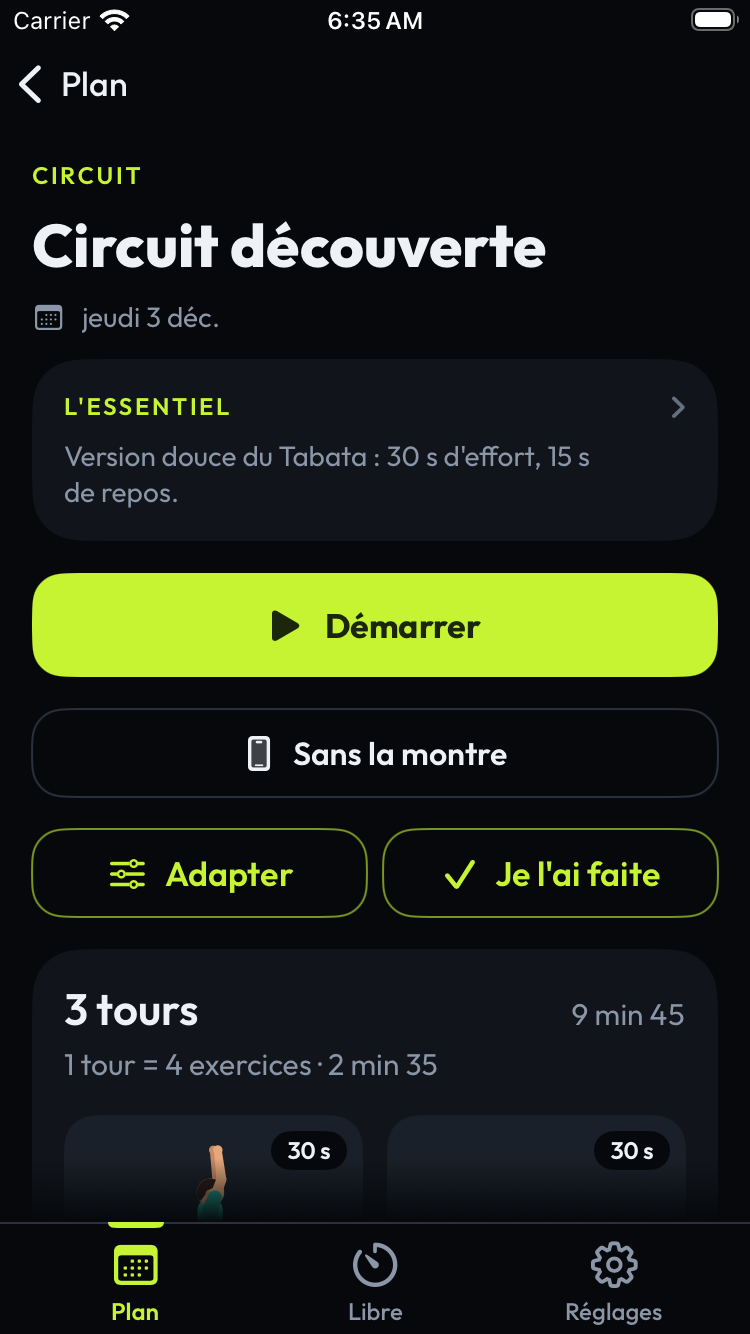 Carrier 6:35 AM
Plan
CIRCUIT
Circuit découverte
jeudi 3 déc.
L'ESSENTIEL
Version douce du Tabata : 30 s d'effort, 15 s
de repos.
Démarrer
Sans la montre
Adapter Je l'ai faite
3 tours 9 min 45
1 tour = 4 exercices · 2 min 35
30 s 30 s
Plan Libre Réglages